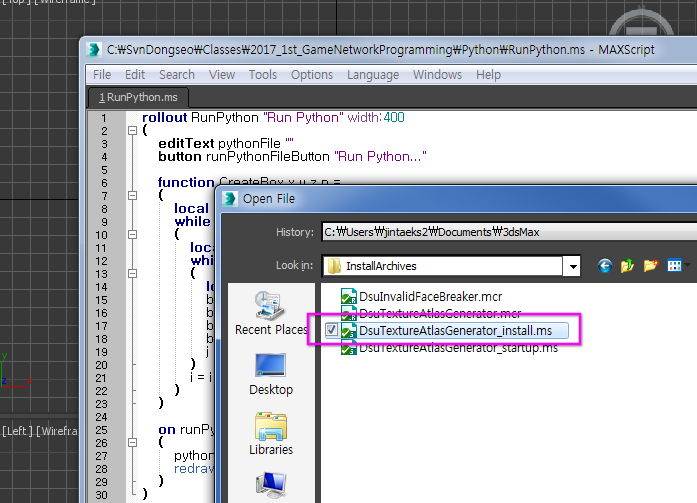 [Top] [Wireframe]
C:₩SvnDongseo₩Classes₩2017_1st_GameNetworkProgramming₩Python₩RunPython.ms - MAXScript
File Edit Search View Tools Options Language Windows Help
1 RunPython.ms
1 rollout RunPython "Run Python" width:400
2 (
3 editText pythonFile ""
4 button runPythonFileButton "Run Python..."
5
6 function CreateBox x y z n =
7 (
8 local
9 while
10 (
11 loca
12 whi
13 (
14 l
15 b
16 b
17 b
18 b
19 j
20 )
21 i = i
22 )
23 )
24
25 on runPy
26 (
27 python
28 redraw
29 )
30 )
Open File
History: C:₩Users₩jintaeks2₩Documents₩3dsMax
Look in: InstallArchives
Recent Places
Desktop
Libraries
DsuInvalidFaceBreaker.mcr
DsuTextureAtlasGenerator.mcr
DsuTextureAtlasGenerator_install.ms
DsuTextureAtlasGenerator_startup.ms
y
z
x
[Left] [Wirefram